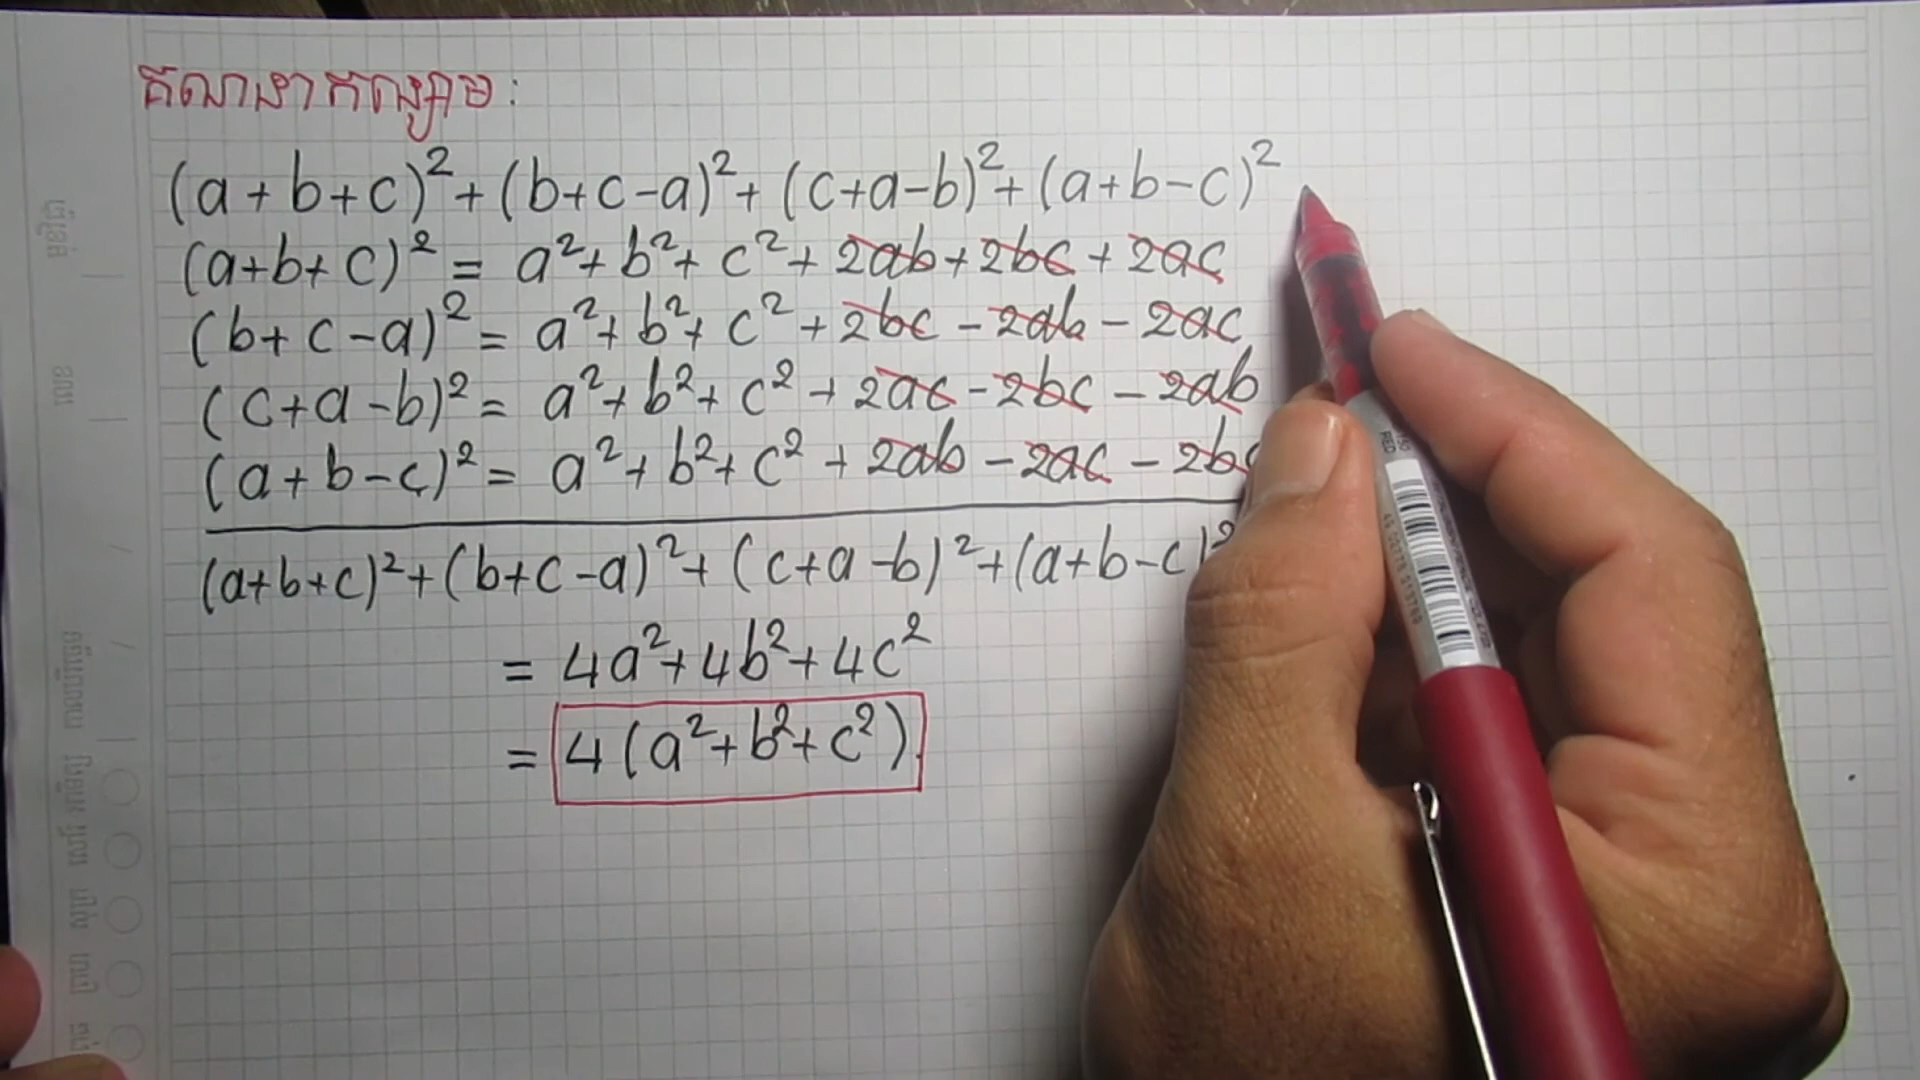 គណនាកន្សោម :
(a + b + c)² + (b+c-a)² + (c+a-b)² + (a+b-c)²
(a+b+c)² = a² + b² + c² + 2ab + 2bc + 2ac
(b+c-a)² = a² + b² + c² + 2bc - 2ab - 2ac
(c+a-b)² = a² + b² + c² + 2ac - 2bc - 2ab
(a+b-c)² = a² + b² + c² + 2ab - 2ac - 2bc
(a+b+c)² + (b+c-a)² + (c+a-b)² + (a+b-c)²
= 4a² + 4b² + 4c²
= 4(a² + b² + c²).
RED